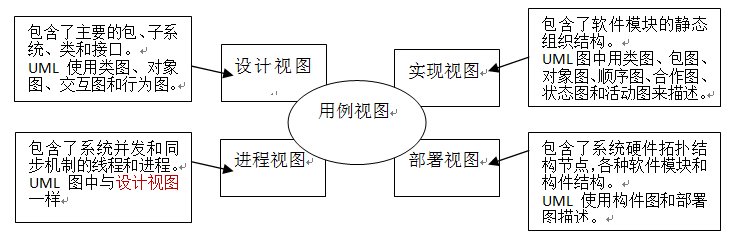 包含了主要的包、子系
统、类和接口。
UML 使用类图、对象
图、交互图和行为图。
设计视图
实现视图
包含了软件模块的静态
组织结构。
UML图中用类图、包图、
对象图、顺序图、合作图、
状态图和活动图来描述。
用例视图
包含了系统并发和同
步机制的线程和进程。
UML 图中与设计视图
一样
进程视图
部署视图
包含了系统硬件拓扑结
构节点,各种软件模块和
构件结构。
UML 使用构件图和部署
图描述。